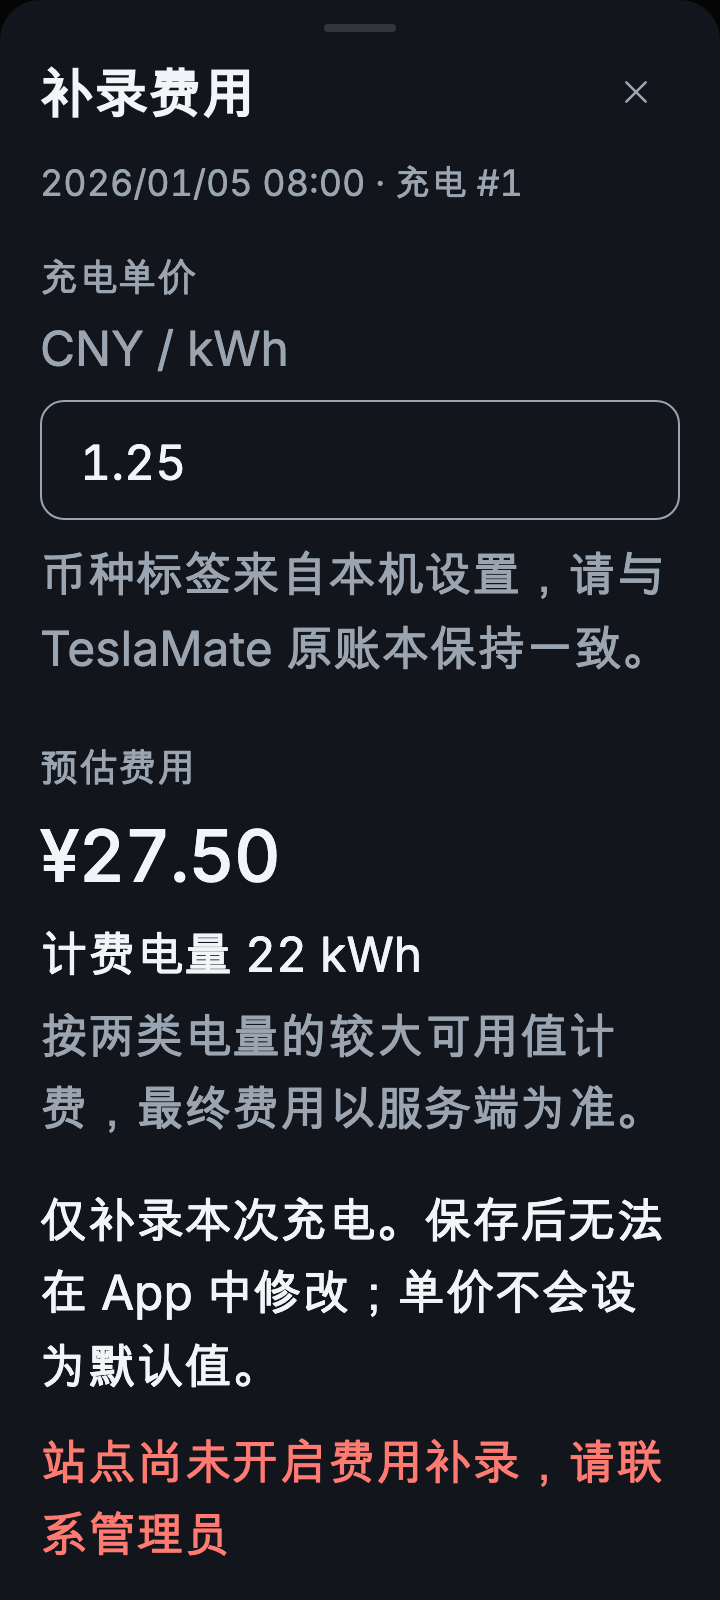 补录费用
2026/01/05 08:00 · 充电 #1
充电单价
CNY / kWh
1.25
币种标签来自本机设置，请与
TeslaMate 原账本保持一致。
预估费用
¥27.50
计费电量 22 kWh
按两类电量的较大可用值计
费，最终费用以服务端为准。
仅补录本次充电。保存后无法
在 App 中修改；单价不会设
为默认值。
站点尚未开启费用补录，请联
系管理员